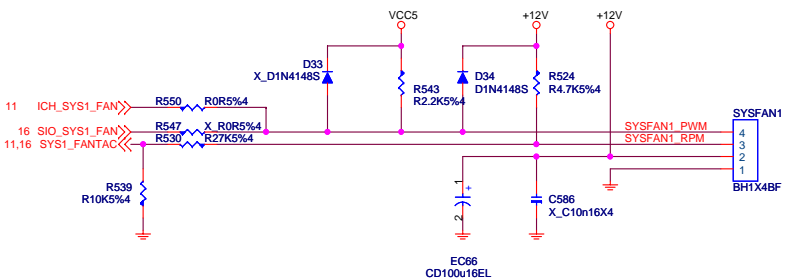 VCC5 +12V +12V
D33
X_D1N4148S
R543
R2.2K5%4
D34
D1N4148S
R524
R4.7K5%4
11 ICH_SYS1_FAN R550 R0R5%4
SYSFAN1
16 SIO_SYS1_FAN R547 X_R0R5%4 SYSFAN1_PWM 4
11,16 SYS1_FANTAC R530 R27K5%4 SYSFAN1_RPM 3
2
1
BH1X4BF
R539
R10K5%4
1
+
2
C586
X_C10n16X4
EC66
CD100u16EL